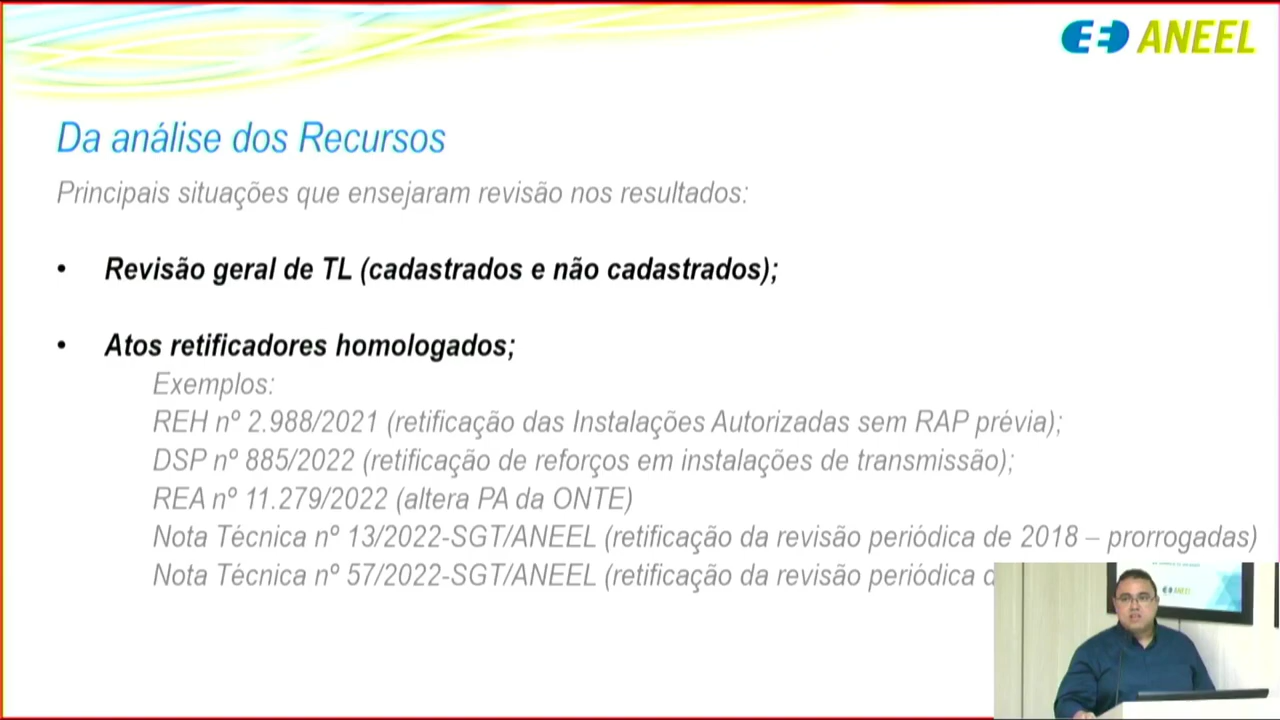 ANEEL
Da análise dos Recursos
Principais situações que ensejaram revisão nos resultados:
• Revisão geral de TL (cadastrados e não cadastrados);
• Atos retificadores homologados;
Exemplos:
REH nº 2.988/2021 (retificação das Instalações Autorizadas sem RAP prévia);
DSP nº 885/2022 (retificação de reforços em instalações de transmissão);
REA nº 11.279/2022 (altera PA da ONTE)
Nota Técnica nº 13/2022-SGT/ANEEL (retificação da revisão periódica de 2018 – prorrogadas)
Nota Técnica nº 57/2022-SGT/ANEEL (retificação da revisão periódica
ANEEL